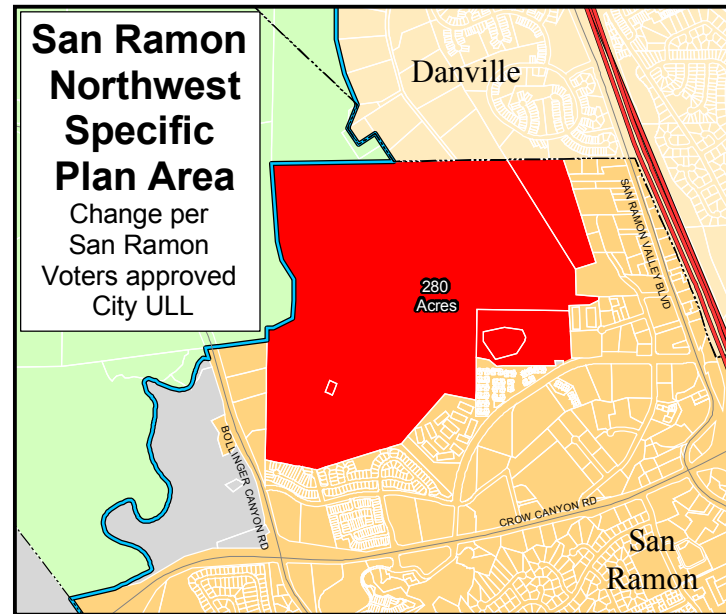 San Ramon
Northwest
Specific
Plan Area
Change per
San Ramon
Voters approved
City ULL
Danville
SAN RAMON VALLEY BLVD
280
Acres
BOLLINGER CANYON RD
CROW CANYON RD
San
Ramon